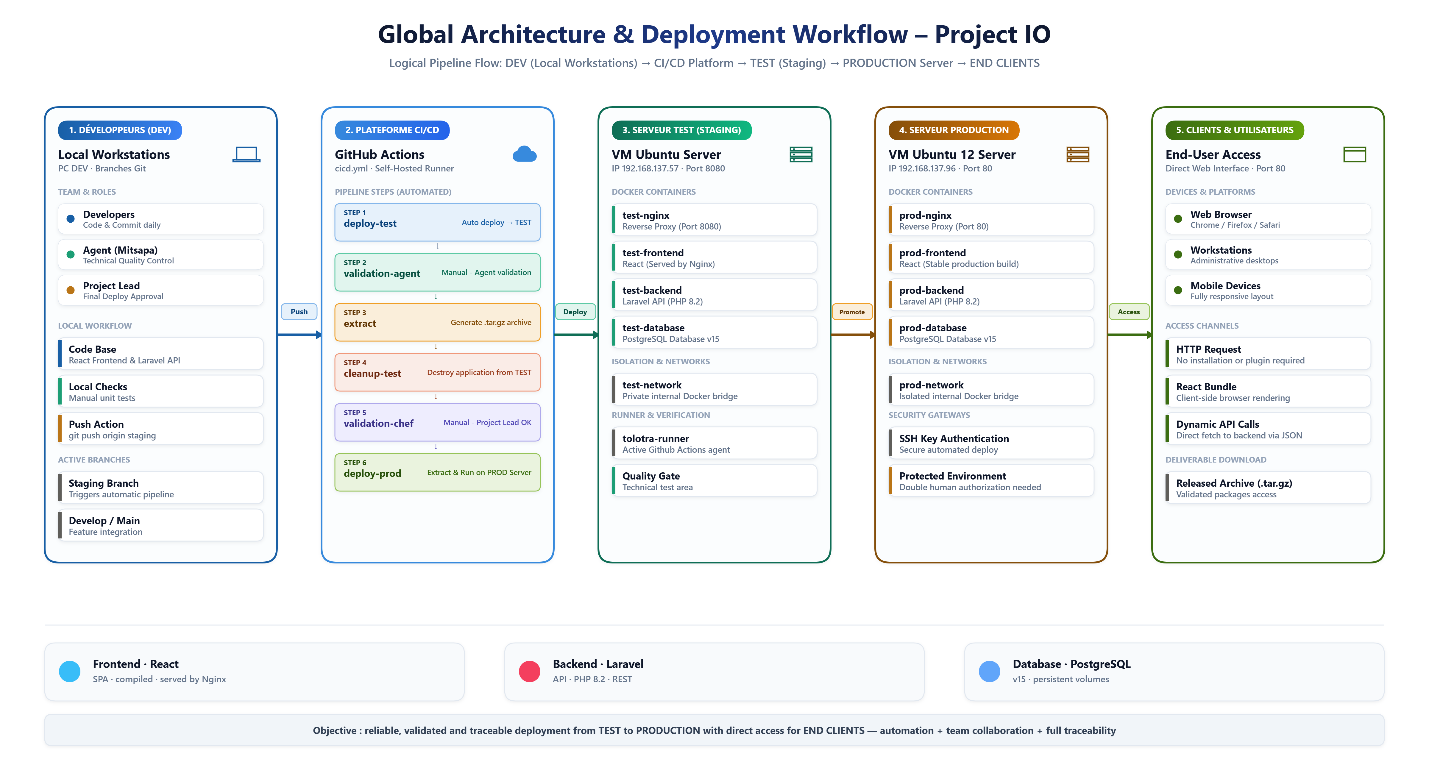 Global Architecture & Deployment Workflow – Project IO
Logical Pipeline Flow: DEV (Local Workstations) → CI/CD Platform → TEST (Staging) → PRODUCTION Server → END CLIENTS
1. DÉVELOPPEURS (DEV)
Local Workstations
PC DEV · Branches Git
TEAM & ROLES
Developers
Code & Commit daily
Agent (Mitsapa)
Technical Quality Control
Project Lead
Final Deploy Approval
LOCAL WORKFLOW
Code Base
React Frontend & Laravel API
Local Checks
Manual unit tests
Push Action
git push origin staging
ACTIVE BRANCHES
Staging Branch
Triggers automatic pipeline
Develop / Main
Feature integration
Push
2. PLATEFORME CI/CD
GitHub Actions
cicd.yml · Self-Hosted Runner
PIPELINE STEPS (AUTOMATED)
STEP 1
deploy-test
Auto deploy → TEST
↓
STEP 2
validation-agent
Manual · Agent validation
↓
STEP 3
extract
Generate .tar.gz archive
↓
STEP 4
cleanup-test
Destroy application from TEST
↓
STEP 5
validation-chef
Manual · Project Lead OK
↓
STEP 6
deploy-prod
Extract & Run on PROD Server
Deploy
3. SERVEUR TEST (STAGING)
VM Ubuntu Server
IP 192.168.137.57 · Port 8080
DOCKER CONTAINERS
test-nginx
Reverse Proxy (Port 8080)
test-frontend
React (Served by Nginx)
test-backend
Laravel API (PHP 8.2)
test-database
PostgreSQL Database v15
ISOLATION & NETWORKS
test-network
Private internal Docker bridge
RUNNER & VERIFICATION
tolotra-runner
Active Github Actions agent
Quality Gate
Technical test area
Promote
4. SERVEUR PRODUCTION
VM Ubuntu 12 Server
IP 192.168.137.96 · Port 80
DOCKER CONTAINERS
prod-nginx
Reverse Proxy (Port 80)
prod-frontend
React (Stable production build)
prod-backend
Laravel API (PHP 8.2)
prod-database
PostgreSQL Database v15
ISOLATION & NETWORKS
prod-network
Isolated internal Docker bridge
SECURITY GATEWAYS
SSH Key Authentication
Secure automated deploy
Protected Environment
Double human authorization needed
Access
5. CLIENTS & UTILISATEURS
End-User Access
Direct Web Interface · Port 80
DEVICES & PLATFORMS
Web Browser
Chrome / Firefox / Safari
Workstations
Administrative desktops
Mobile Devices
Fully responsive layout
ACCESS CHANNELS
HTTP Request
No installation or plugin required
React Bundle
Client-side browser rendering
Dynamic API Calls
Direct fetch to backend via JSON
DELIVERABLE DOWNLOAD
Released Archive (.tar.gz)
Validated packages access
Frontend · React
SPA · compiled · served by Nginx
Backend · Laravel
API · PHP 8.2 · REST
Database · PostgreSQL
v15 · persistent volumes
Objective : reliable, validated and traceable deployment from TEST to PRODUCTION with direct access for END CLIENTS — automation + team collaboration + full traceability